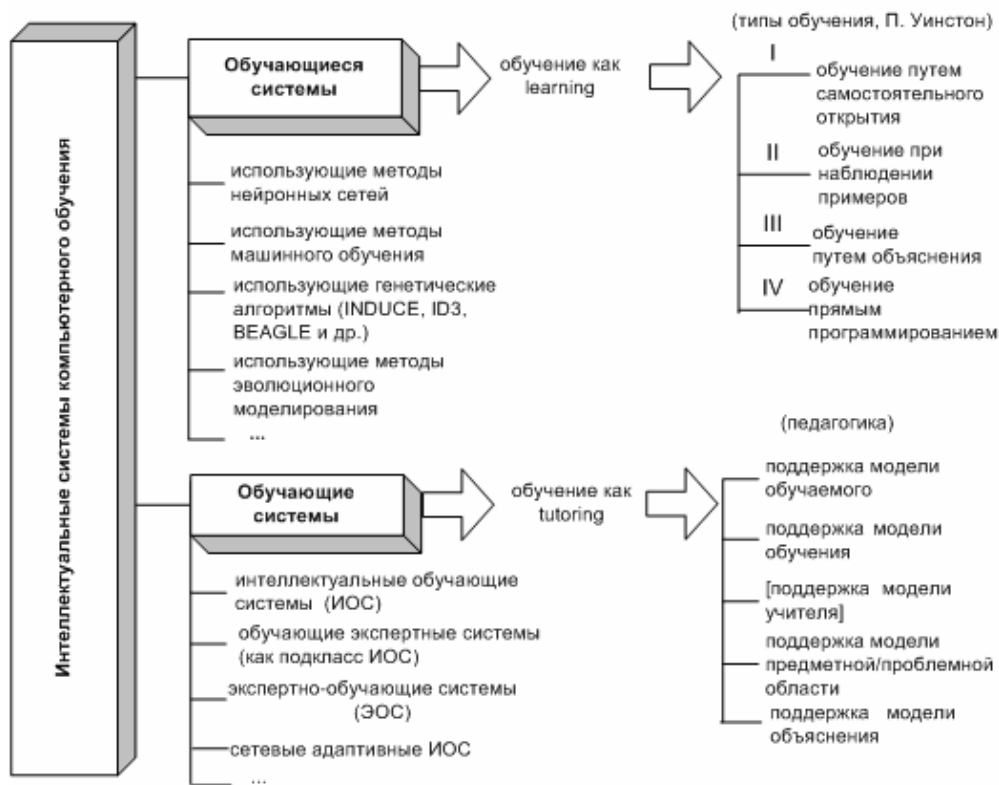 Интеллектуальные системы компьютерного обучения
Обучающиеся
системы
обучение как
learning
(типы обучения, П. Уинстон)
I
обучение путем
самостоятельного
открытия
II
обучение при
наблюдении
примеров
III
обучение
путем объяснения
IV
обучение
прямым
программированием
использующие методы
нейронных сетей
использующие методы
машинного обучения
использующие генетические
алгоритмы (INDUCE, ID3,
BEAGLE и др.)
использующие методы
эволюционного
моделирования
...
Обучающие
системы
обучение как
tutoring
(педагогика)
поддержка модели
обучаемого
поддержка модели
обучения
[поддержка модели
учителя]
поддержка модели
предметной/проблемной
области
поддержка модели
объяснения
интеллектуальные обучающие
системы (ИОС)
обучающие экспертные системы
(как подкласс ИОС)
экспертно-обучающие системы
(ЭОС)
сетевые адаптивные ИОС
...